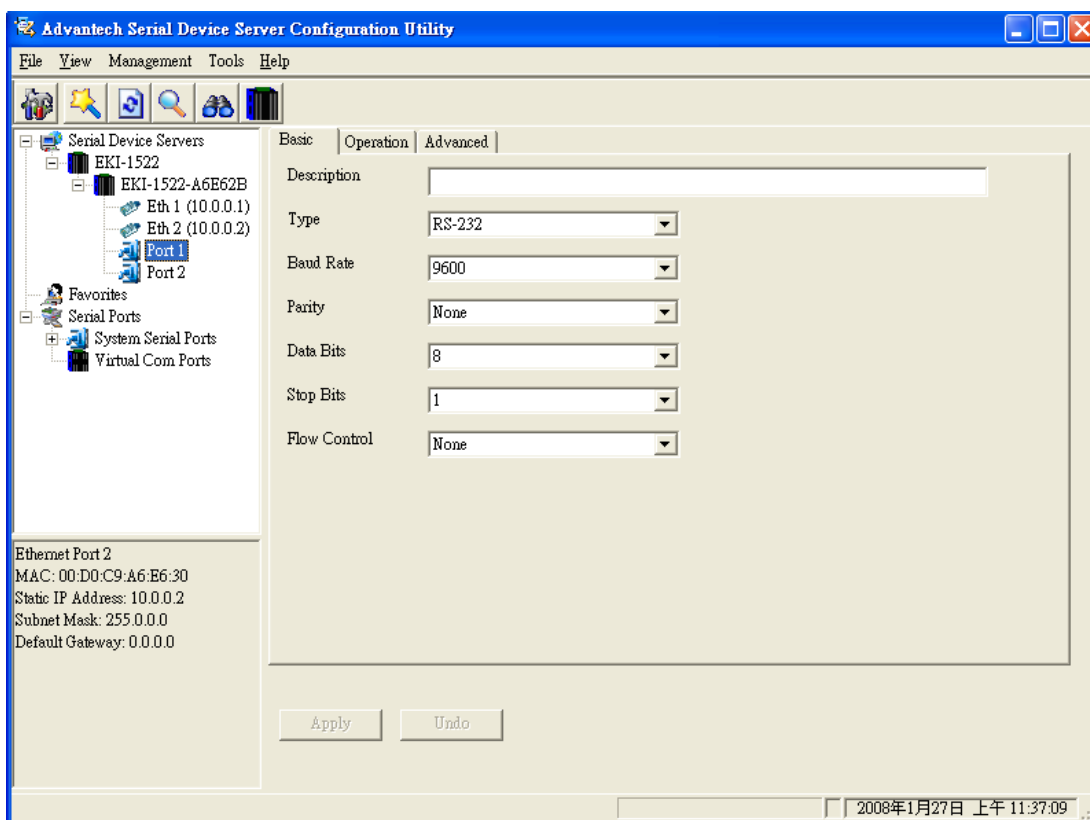 Advantech Serial Device Server Configuration Utility
File View Management Tools Help
Serial Device Servers
EKI-1522
EKI-1522-A6E62B
Eth 1 (10.0.0.1)
Eth 2 (10.0.0.2)
Port 1
Port 2
Favorites
Serial Ports
System Serial Ports
Virtual Com Ports
Ethernet Port 2
MAC: 00:D0:C9:A6:E6:30
Static IP Address: 10.0.0.2
Subnet Mask: 255.0.0.0
Default Gateway: 0.0.0.0
Basic Operation Advanced
Description
Type RS-232
Baud Rate 9600
Parity None
Data Bits 8
Stop Bits 1
Flow Control None
Apply Undo
2008年1月27日 上午 11:37:09